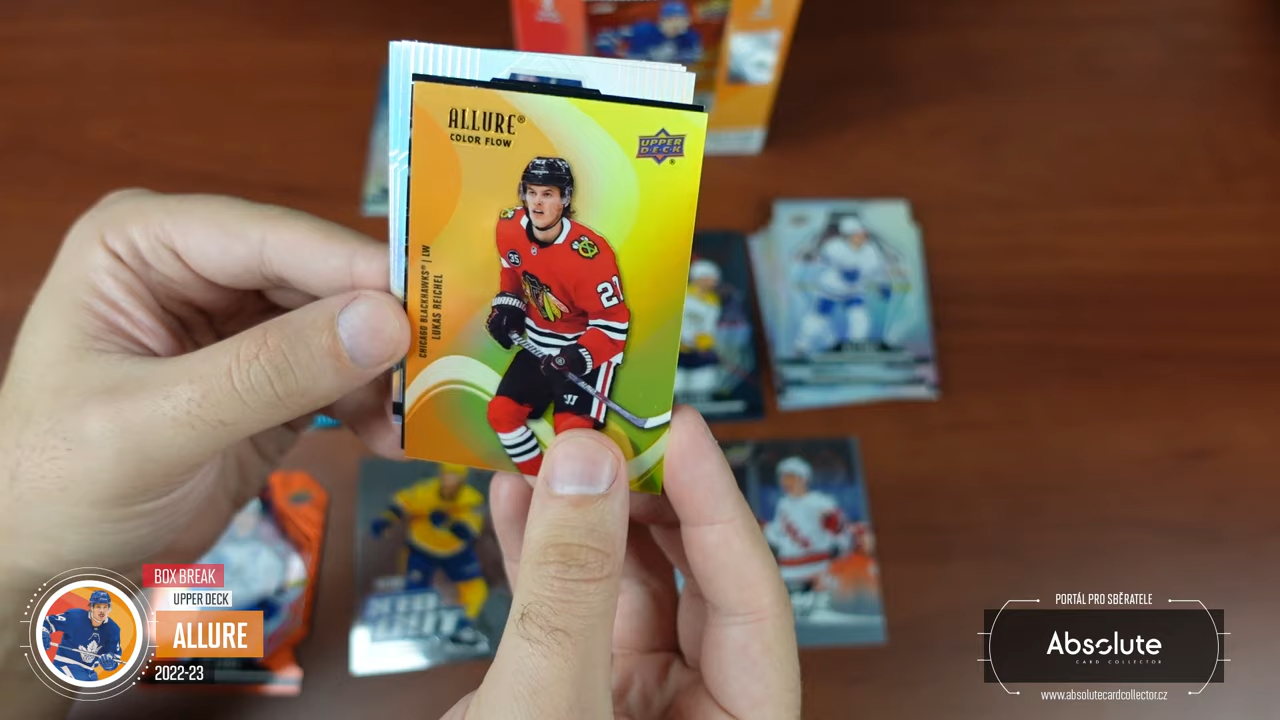 ALLURE®
COLOR FLOW
UPPER
D·E·C·K
®
CHICAGO BLACKHAWKS® | LW
LUKAS REICHEL
35
BOX BREAK
UPPER DECK
ALLURE
2022-23
PORTÁL PRO SBĚRATELE
Absolute
CARD COLLECTOR
www.absolutecardcollector.cz